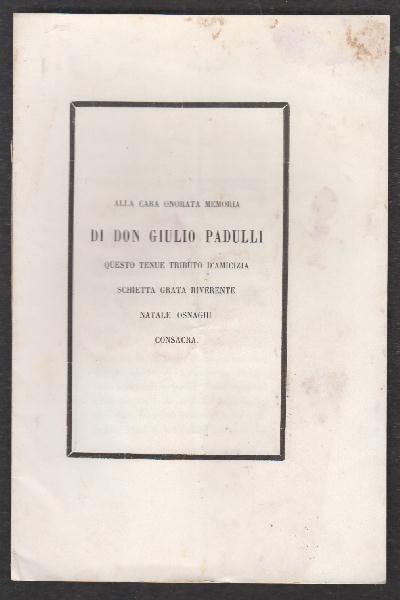 ALLA CARA ONORATA MEMORIA
DI DON GIULIO PADULLI
QUESTO TENUE TRIBUTO D'AMICIZIA
SCHIETTA GRATA RIVERENTE
NATALE OSNAGHI
CONSACRA.